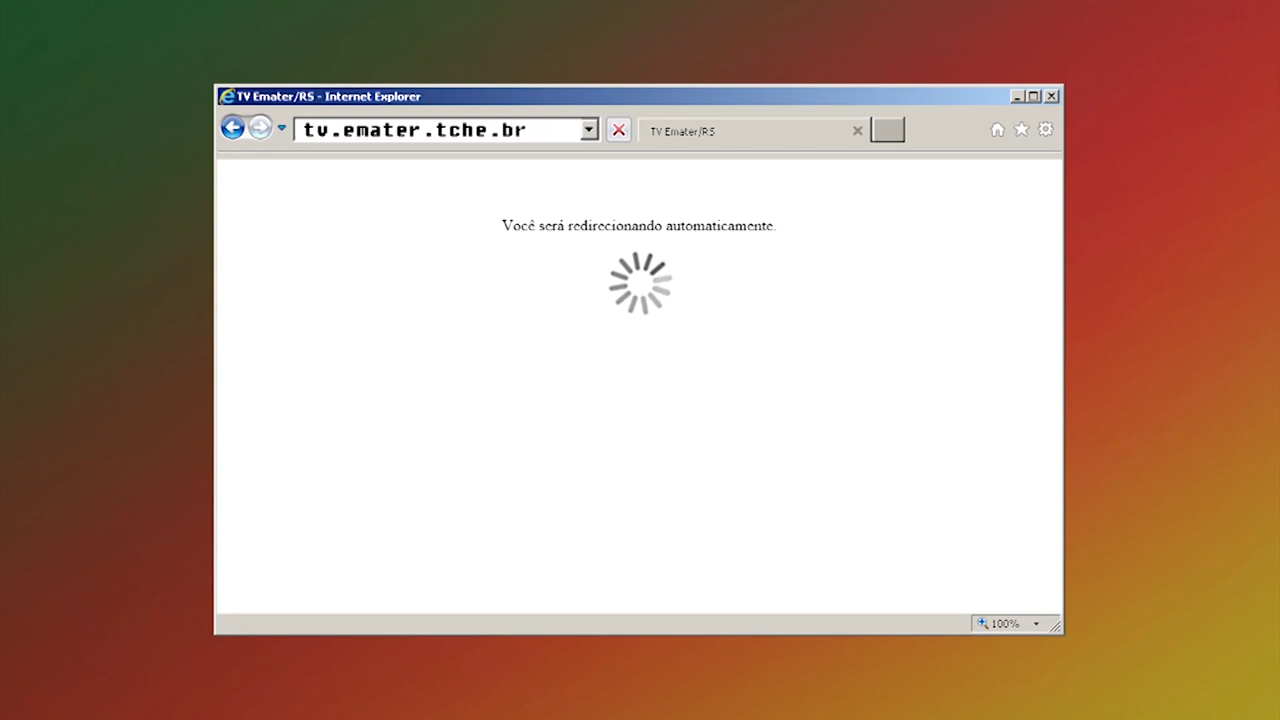 TV Emater/RS - Internet Explorer
tv.emater.tche.br
TV Emater/RS
Você será redirecionando automaticamente.
100%